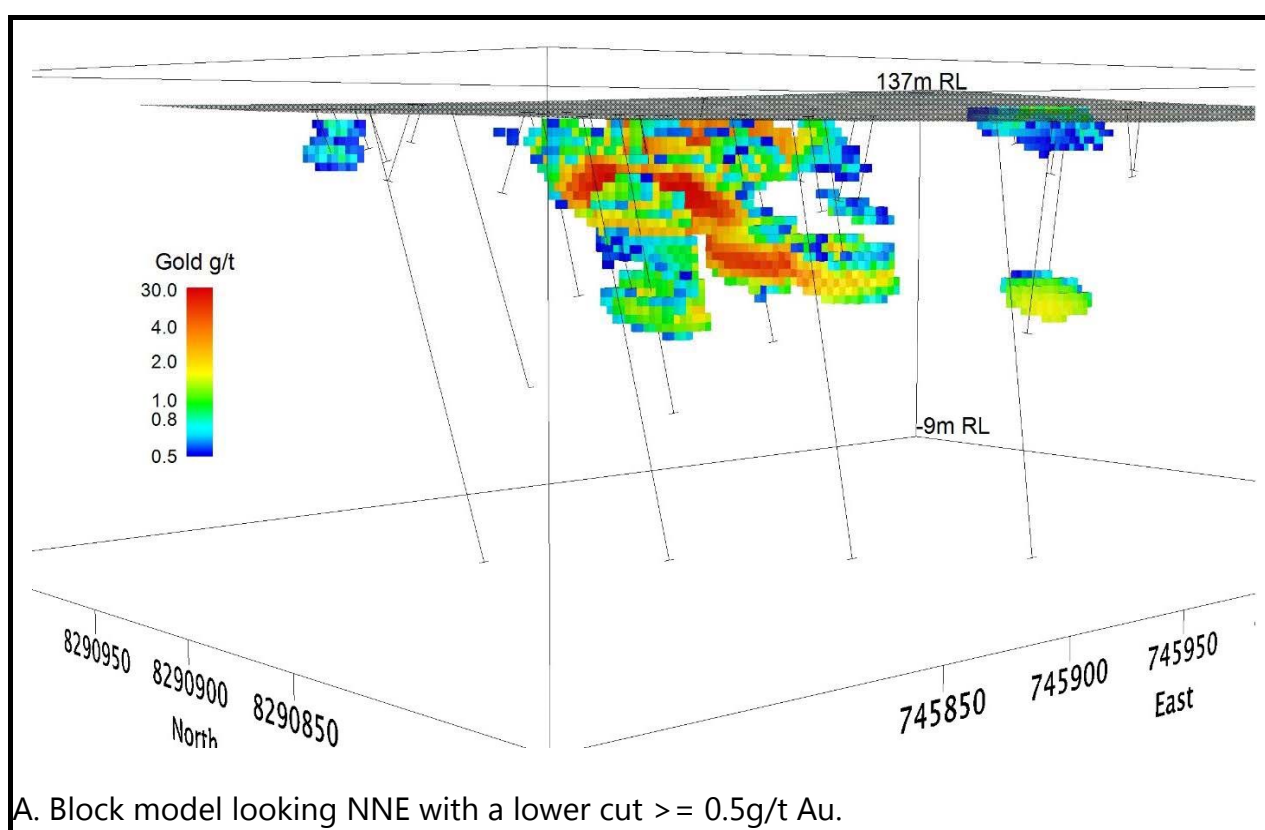 137m RL
Gold g/t
30.0
4.0
2.0
1.0
0.8
0.5
-9m RL
8290950
8290900
8290850
North
745850
745900
745950
East
A. Block model looking NNE with a lower cut >= 0.5g/t Au.